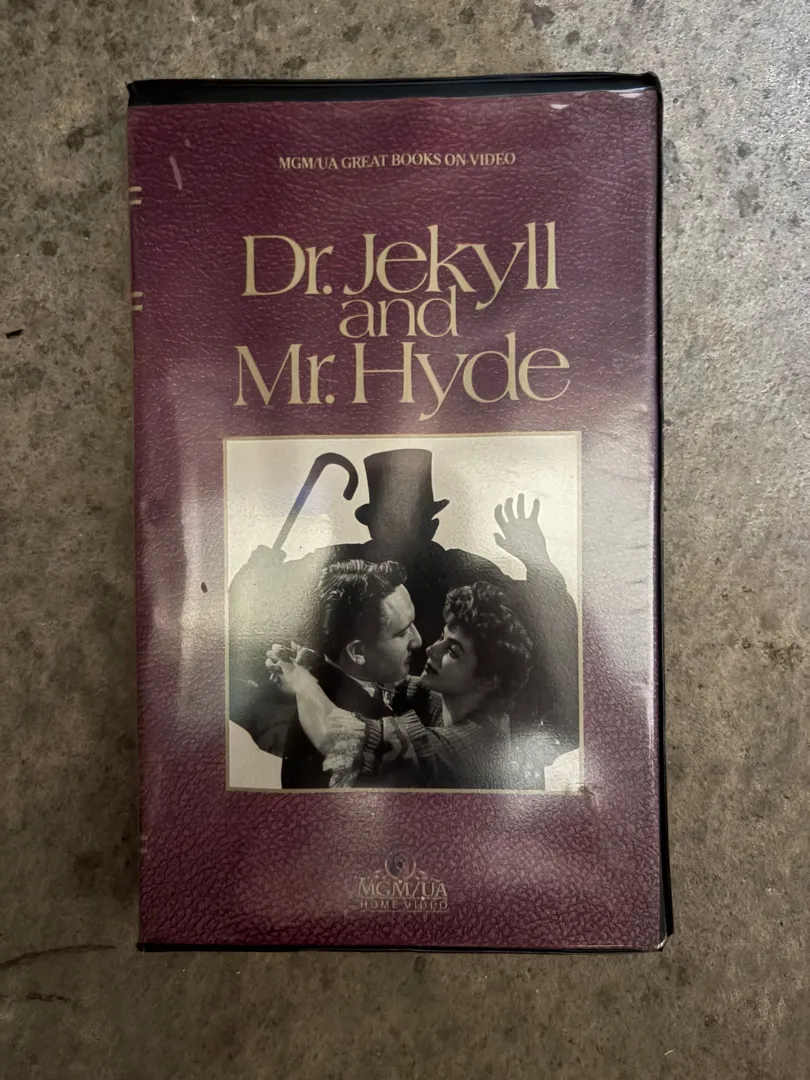 MGM/UA GREAT BOOKS ON VIDEO
Dr. Jekyll
and
Mr. Hyde
MGM/UA
HOME VIDEO